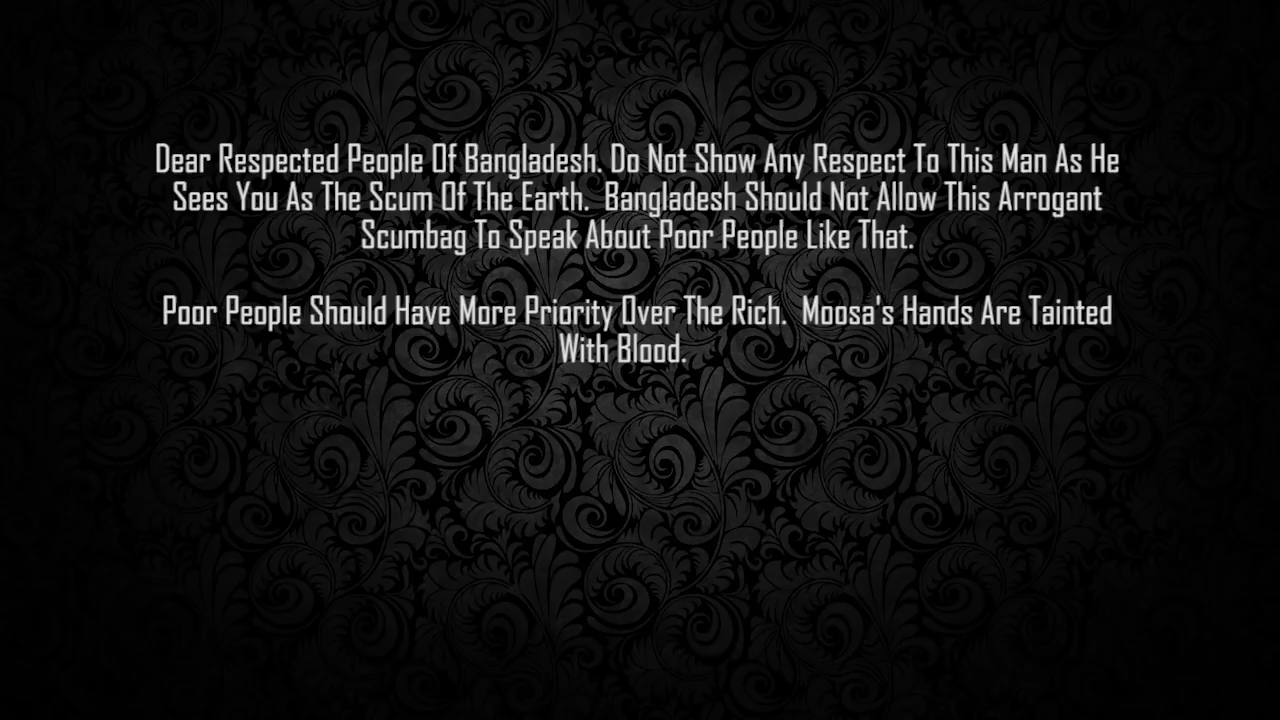 Dear Respected People Of Bangladesh. Do Not Show Any Respect To This Man As He
Sees You As The Scum Of The Earth.  Bangladesh Should Not Allow This Arrogant
Scumbag To Speak About Poor People Like That.
Poor People Should Have More Priority Over The Rich.  Moosa's Hands Are Tainted
With Blood.